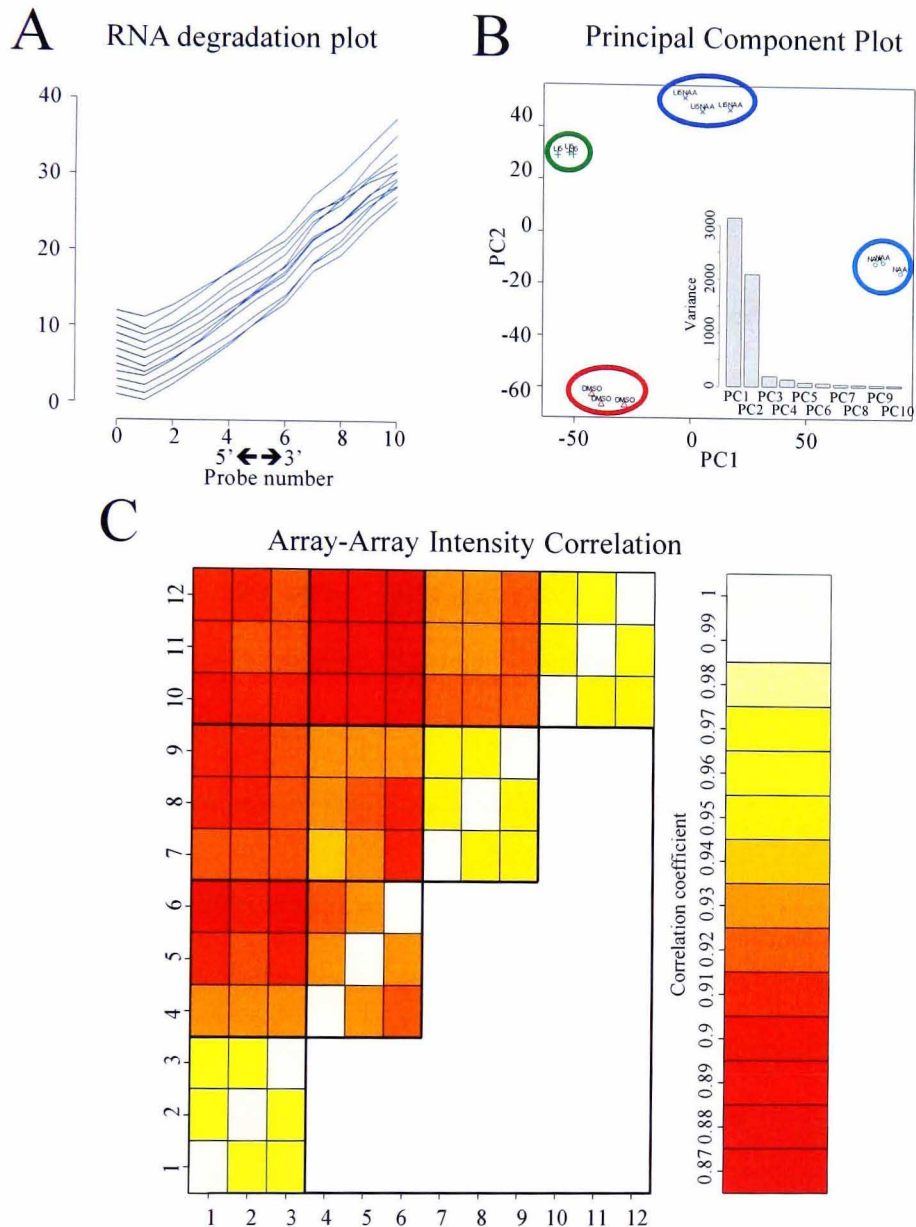 A
RNA degradation plot
40
30
20
10
0
0 2 4 6 8 10
5' 3'
Probe number
B
Principal Component Plot
PC2
40
20
0
-20
-40
-60
-50 0 50
PC1
L6NAA
L6NAA L6NAA
NAA
DMSO
DMSO DMSO
Variance
3000
2000
1000
0
PC1 PC3 PC5 PC7 PC9
PC2 PC4 PC6 PC8 PC10
C
Array-Array Intensity Correlation
12
11
10
9
8
7
6
5
4
3
2
1
1 2 3 4 5 6 7 8 9 10 11 12
Correlation coefficient
0.87 0.88 0.89 0.9 0.91 0.92 0.93 0.94 0.95 0.96 0.97 0.98 0.99 1